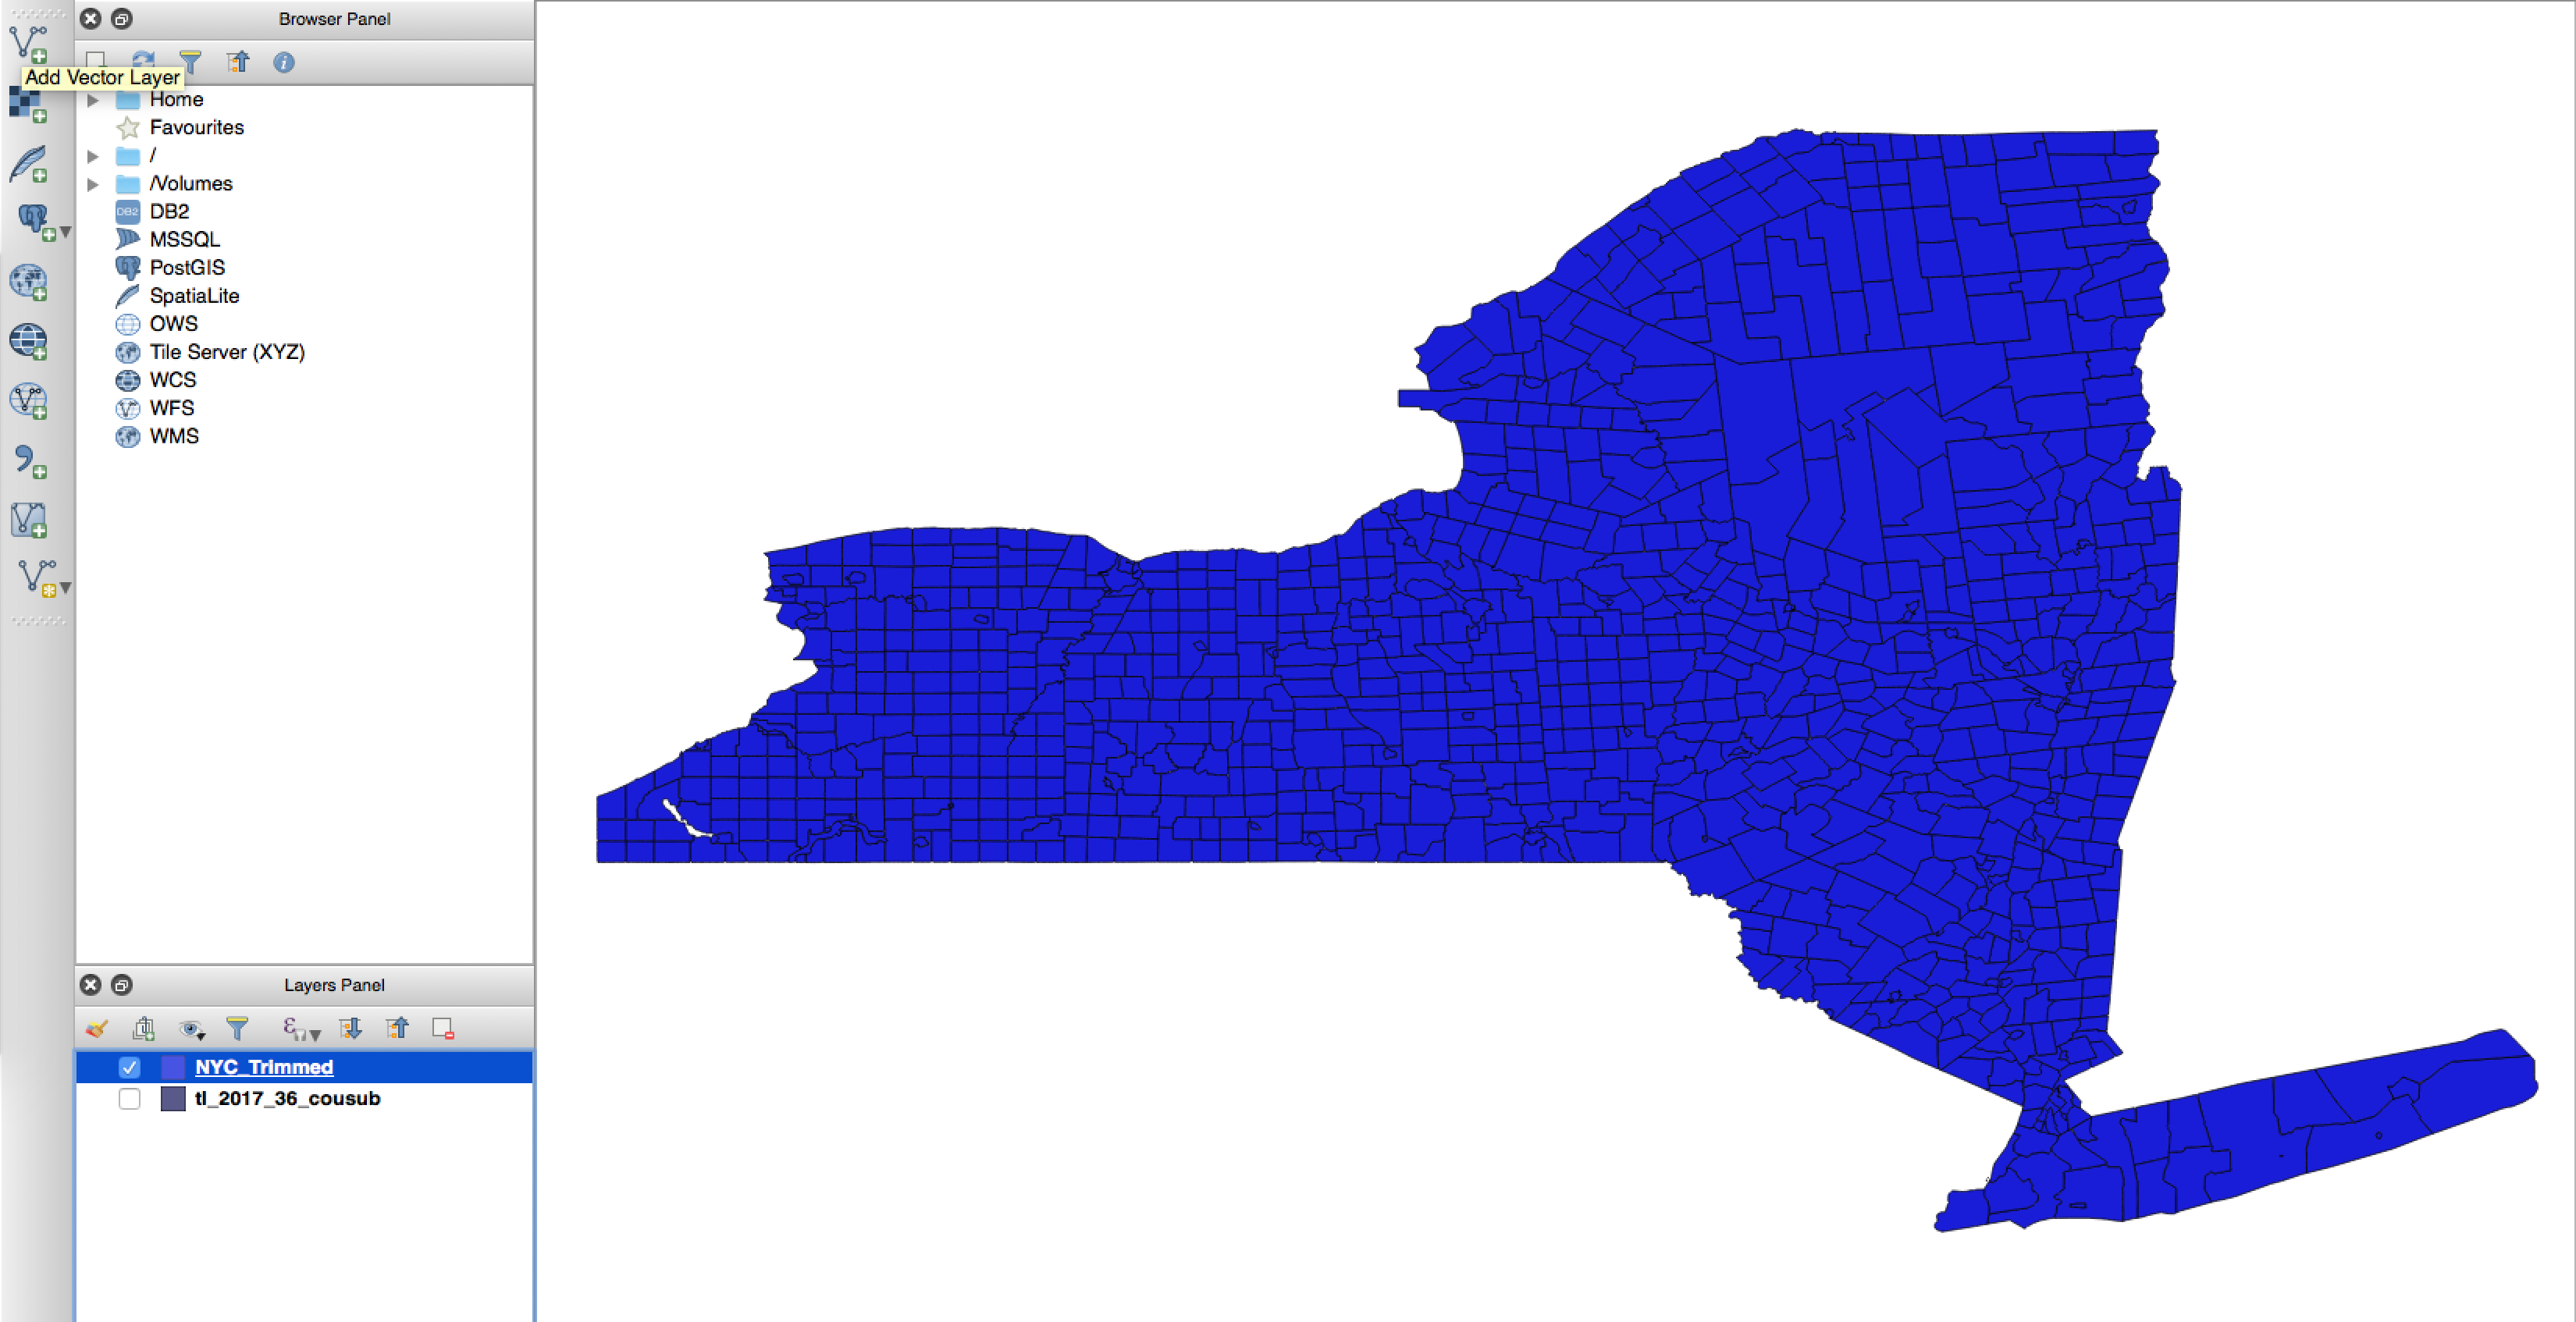 Browser Panel
Add Vector Layer
Home
Favourites
/
/Volumes
DB2
DB2
MSSQL
PostGIS
SpatiaLite
OWS
Tile Server (XYZ)
WCS
WFS
WMS
Layers Panel
ε
NYC_Trimmed
tl_2017_36_cousub